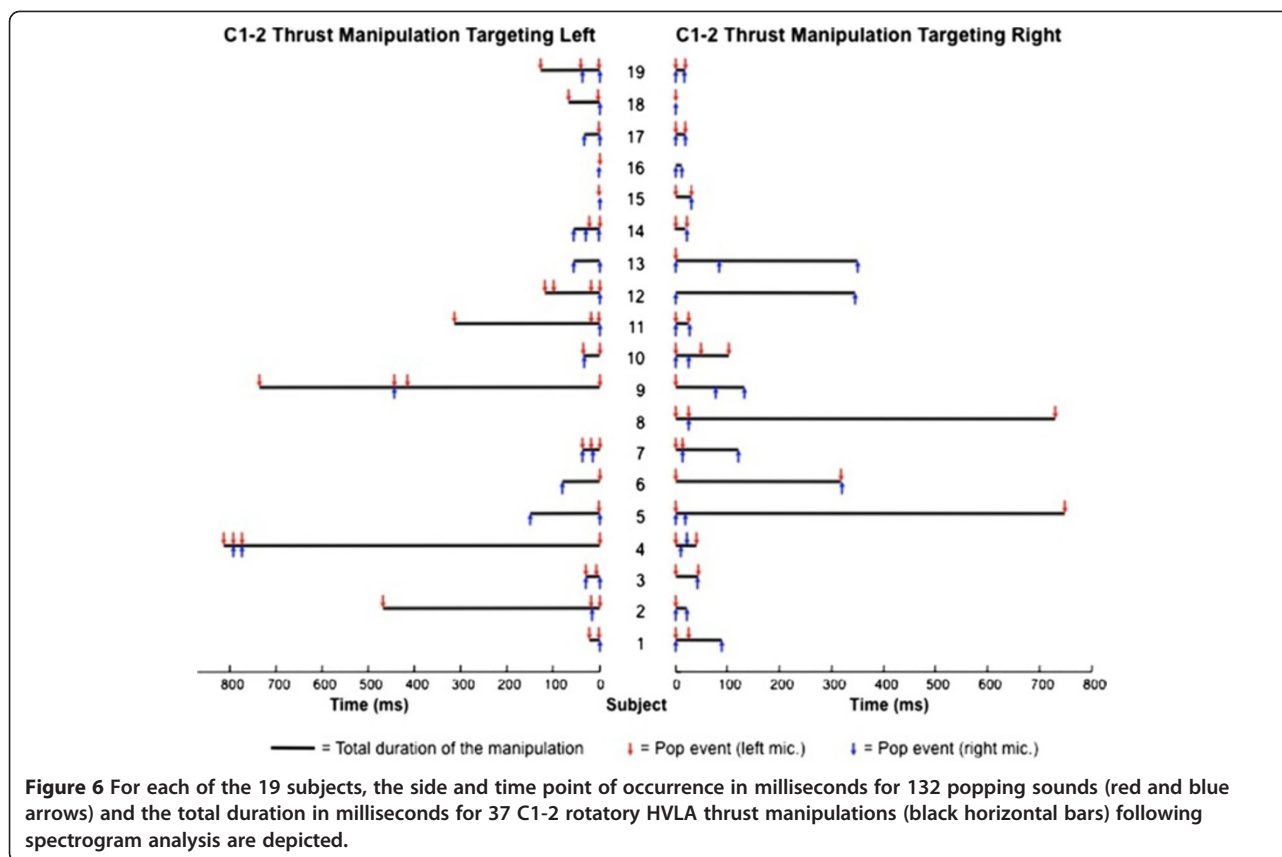 C1-2 Thrust Manipulation Targeting Left C1-2 Thrust Manipulation Targeting Right
19
18
17
16
15
14
13
12
11
10
9
8
7
6
5
4
3
2
1
800 700 600 500 400 300 200 100 0 0 100 200 300 400 500 600 700 800
Time (ms) Subject Time (ms)
= Total duration of the manipulation = Pop event (left mic.) = Pop event (right mic.)
Figure 6 For each of the 19 subjects, the side and time point of occurrence in milliseconds for 132 popping sounds (red and blue
arrows) and the total duration in milliseconds for 37 C1-2 rotatory HVLA thrust manipulations (black horizontal bars) following
spectrogram analysis are depicted.